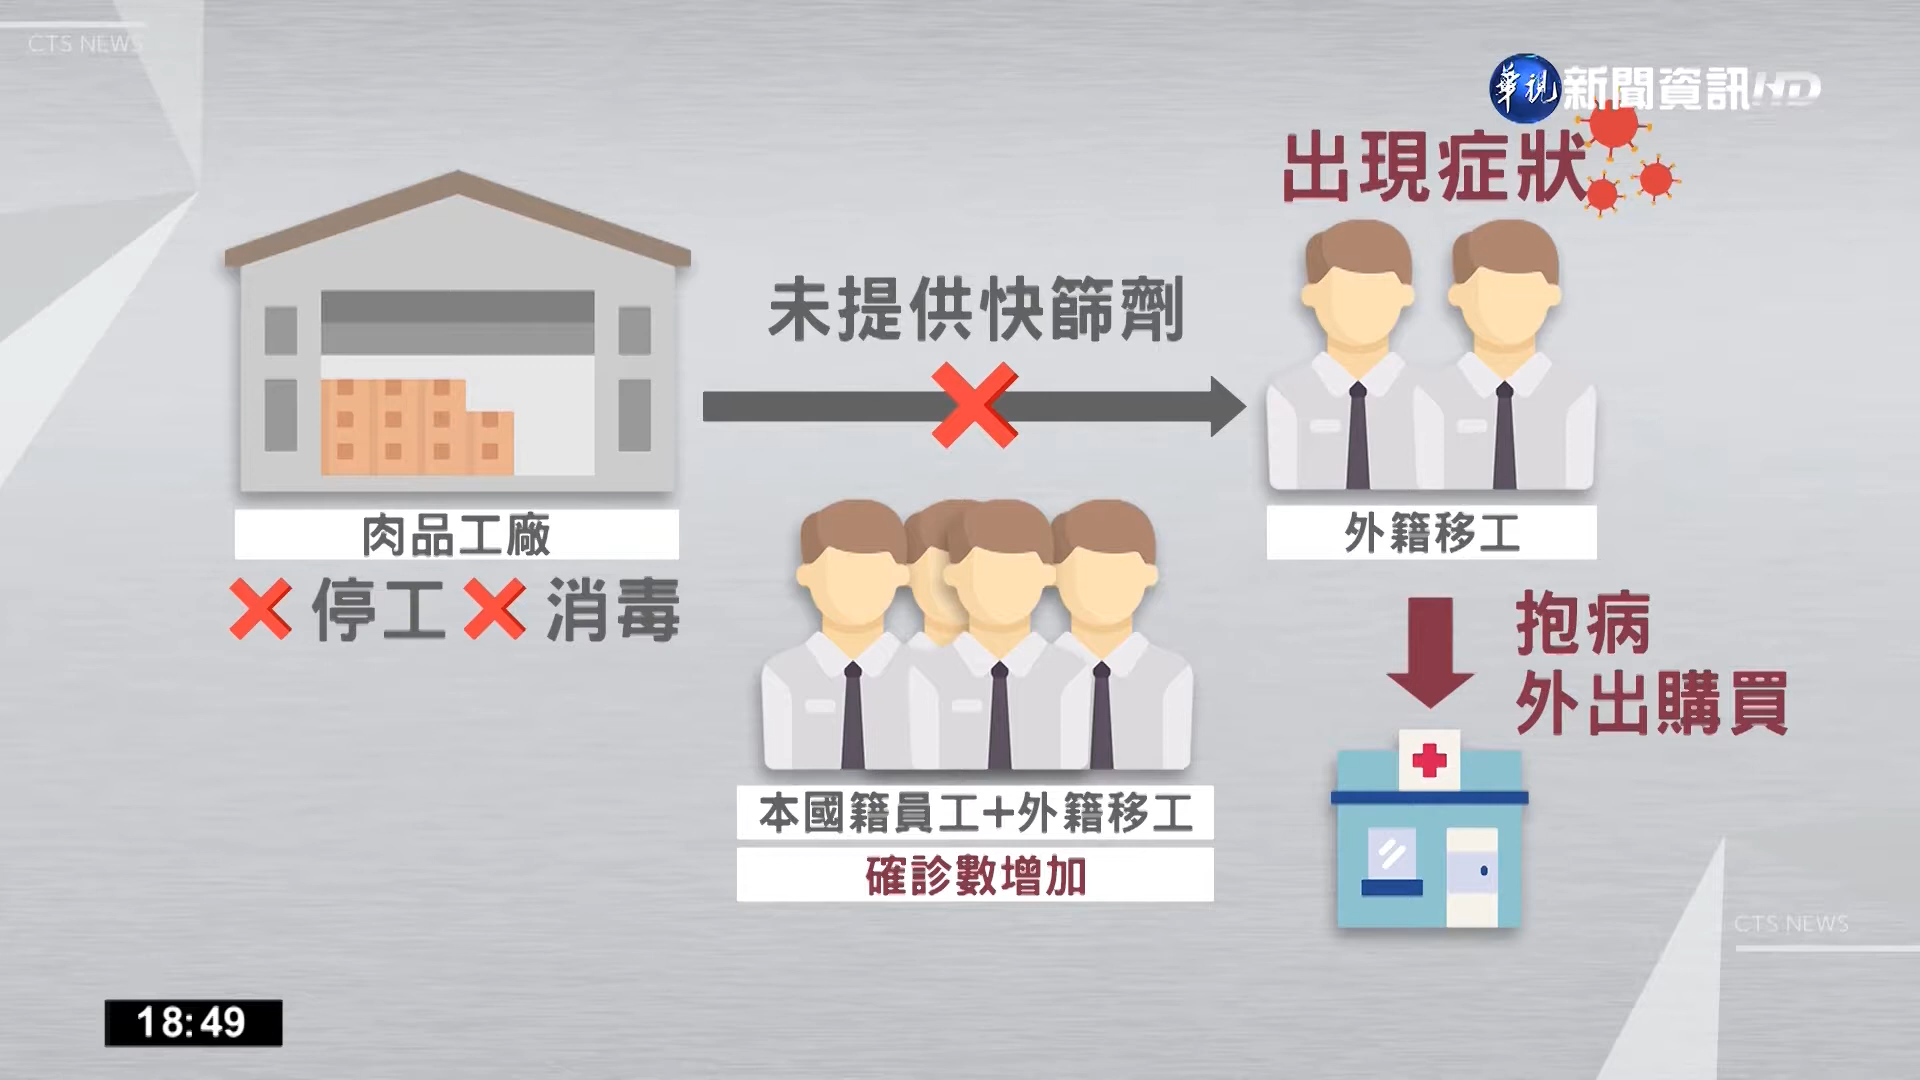 CTS NEWS
華視新聞資訊HD
出現症狀
未提供快篩劑
肉品工廠
外籍移工
停工 消毒
抱病
外出購買
本國籍員工+外籍移工
確診數增加
CTS NEWS
18:49